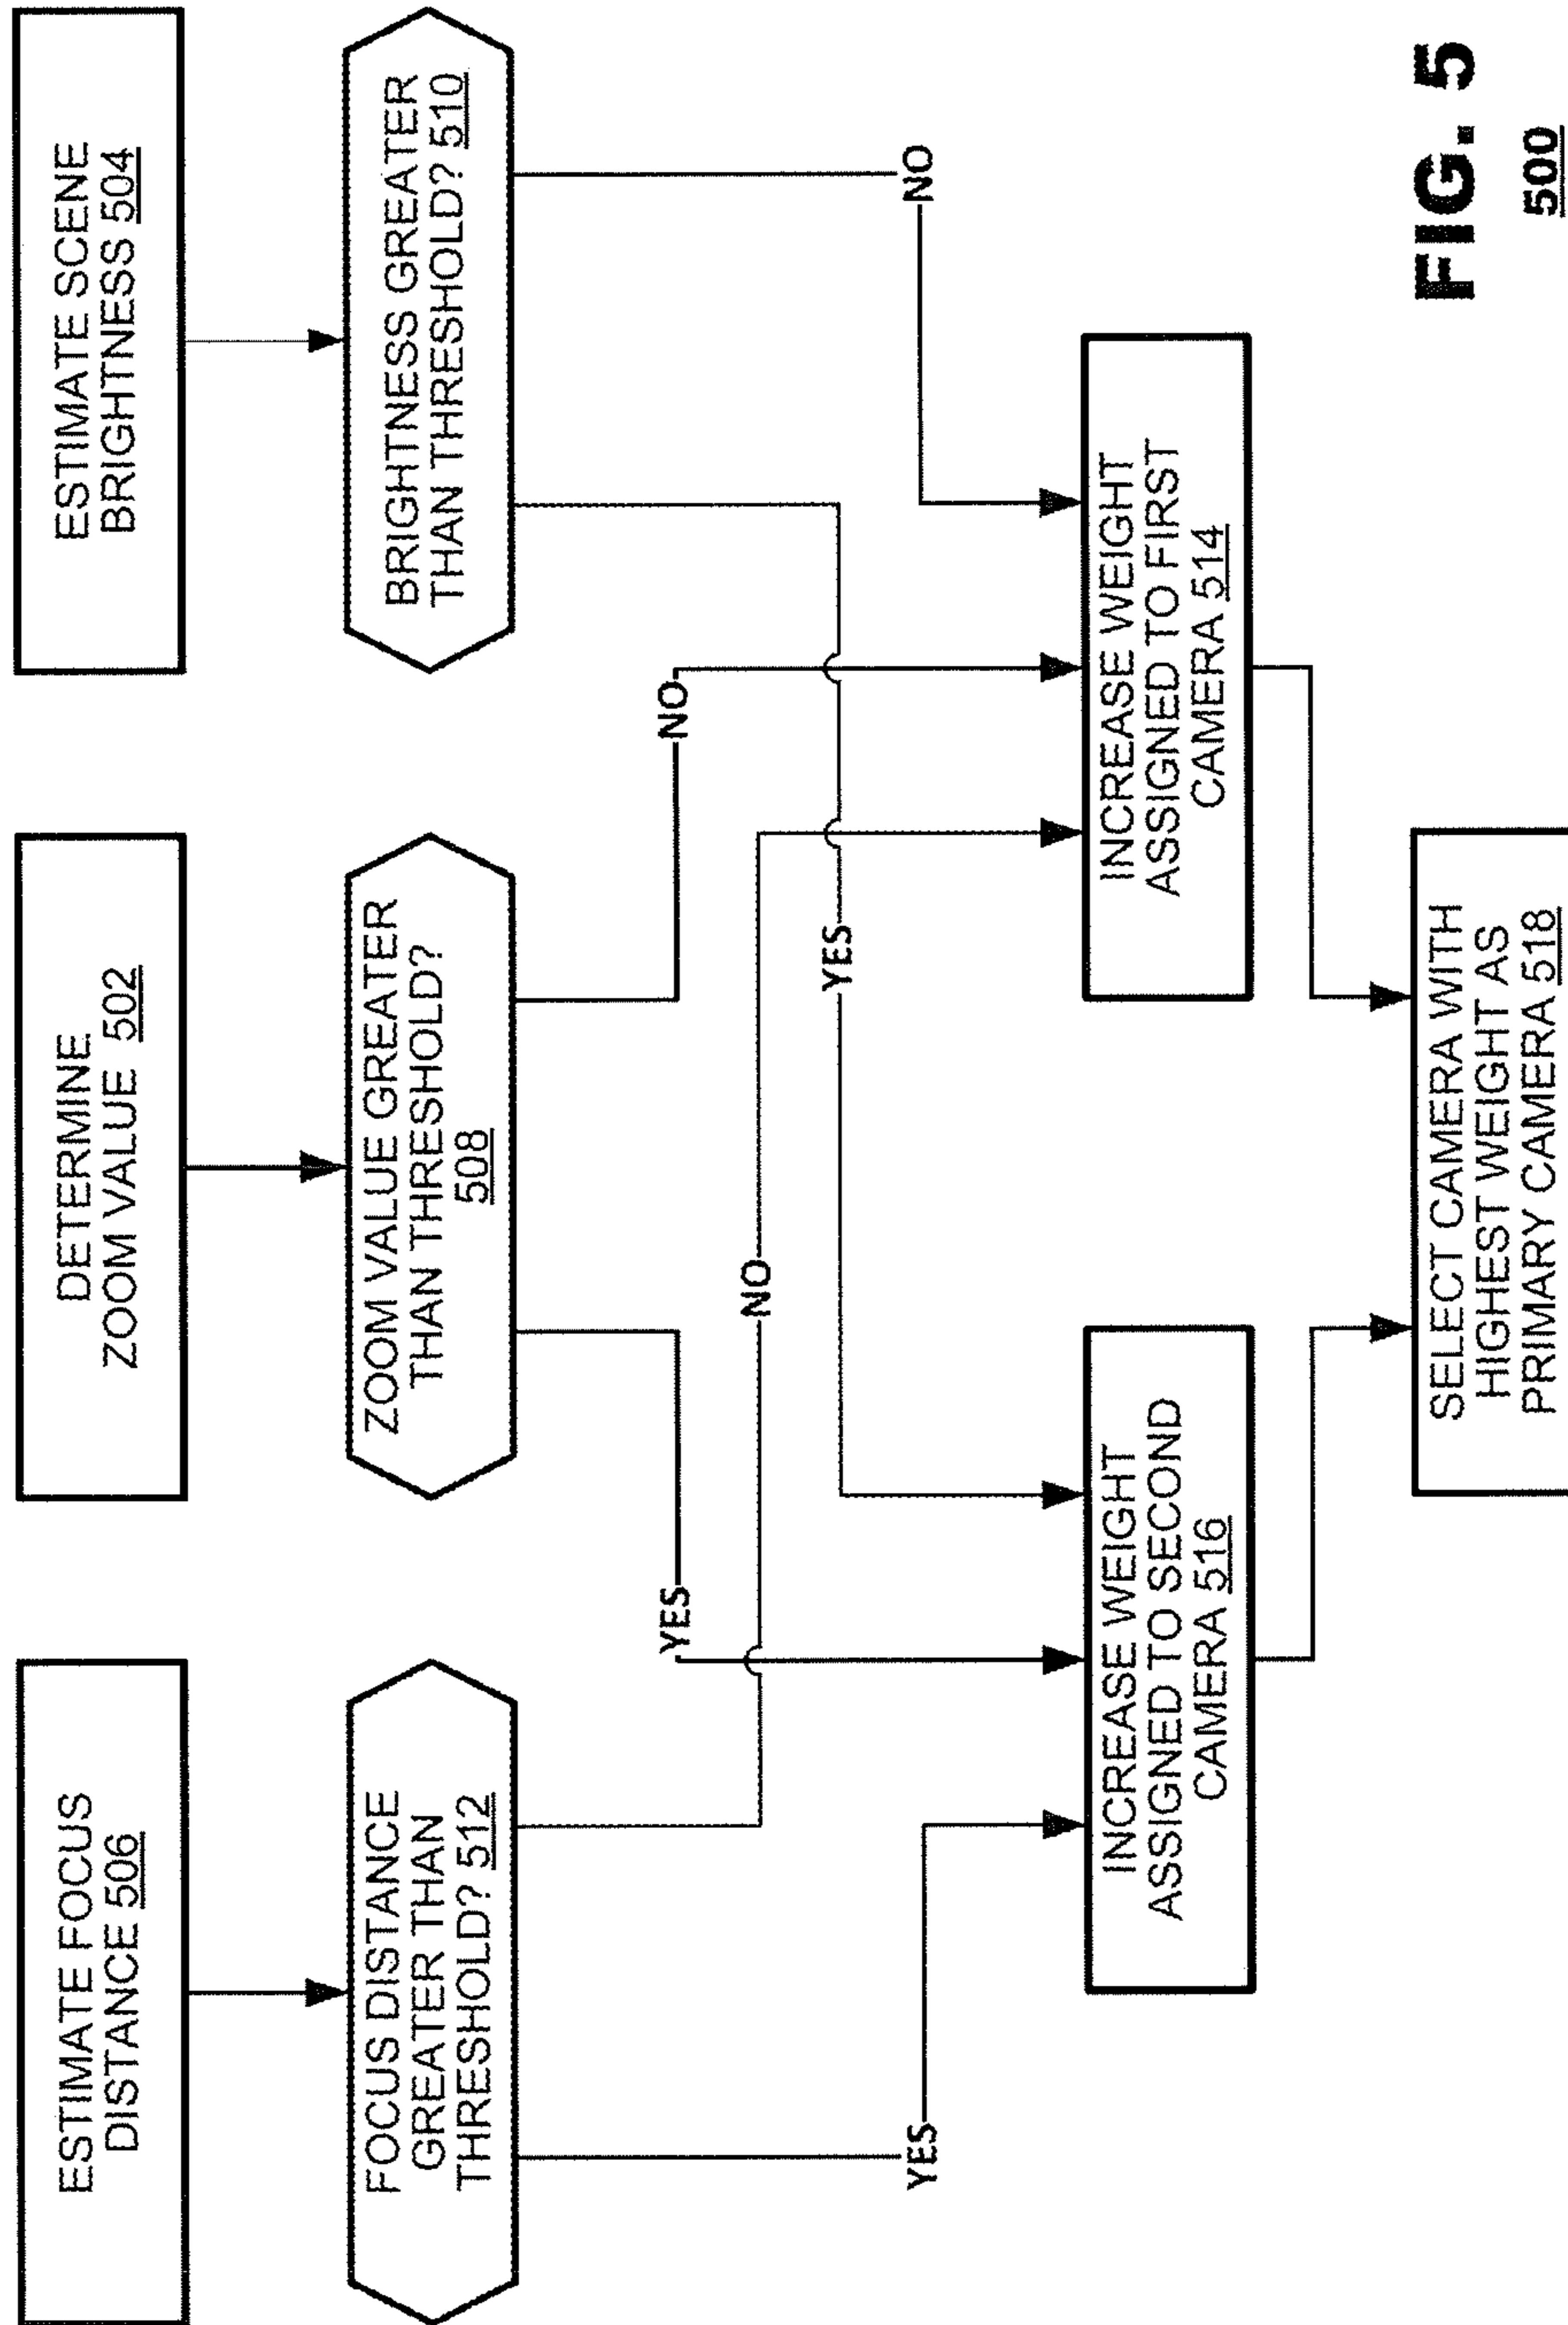 ESTIMATE FOCUS
DISTANCE 506
DETERMINE
ZOOM VALUE 502
ESTIMATE SCENE
BRIGHTNESS 504
FOCUS DISTANCE
GREATER THAN
THRESHOLD? 512
ZOOM VALUE GREATER
THAN THRESHOLD?
508
BRIGHTNESS GREATER
THAN THRESHOLD? 510
YES
NO
NO
YES
YES
NO
INCREASE WEIGHT
ASSIGNED TO SECOND
CAMERA 516
INCREASE WEIGHT
ASSIGNED TO FIRST
CAMERA 514
SELECT CAMERA WITH
HIGHEST WEIGHT AS
PRIMARY CAMERA 518
FIG. 5
500